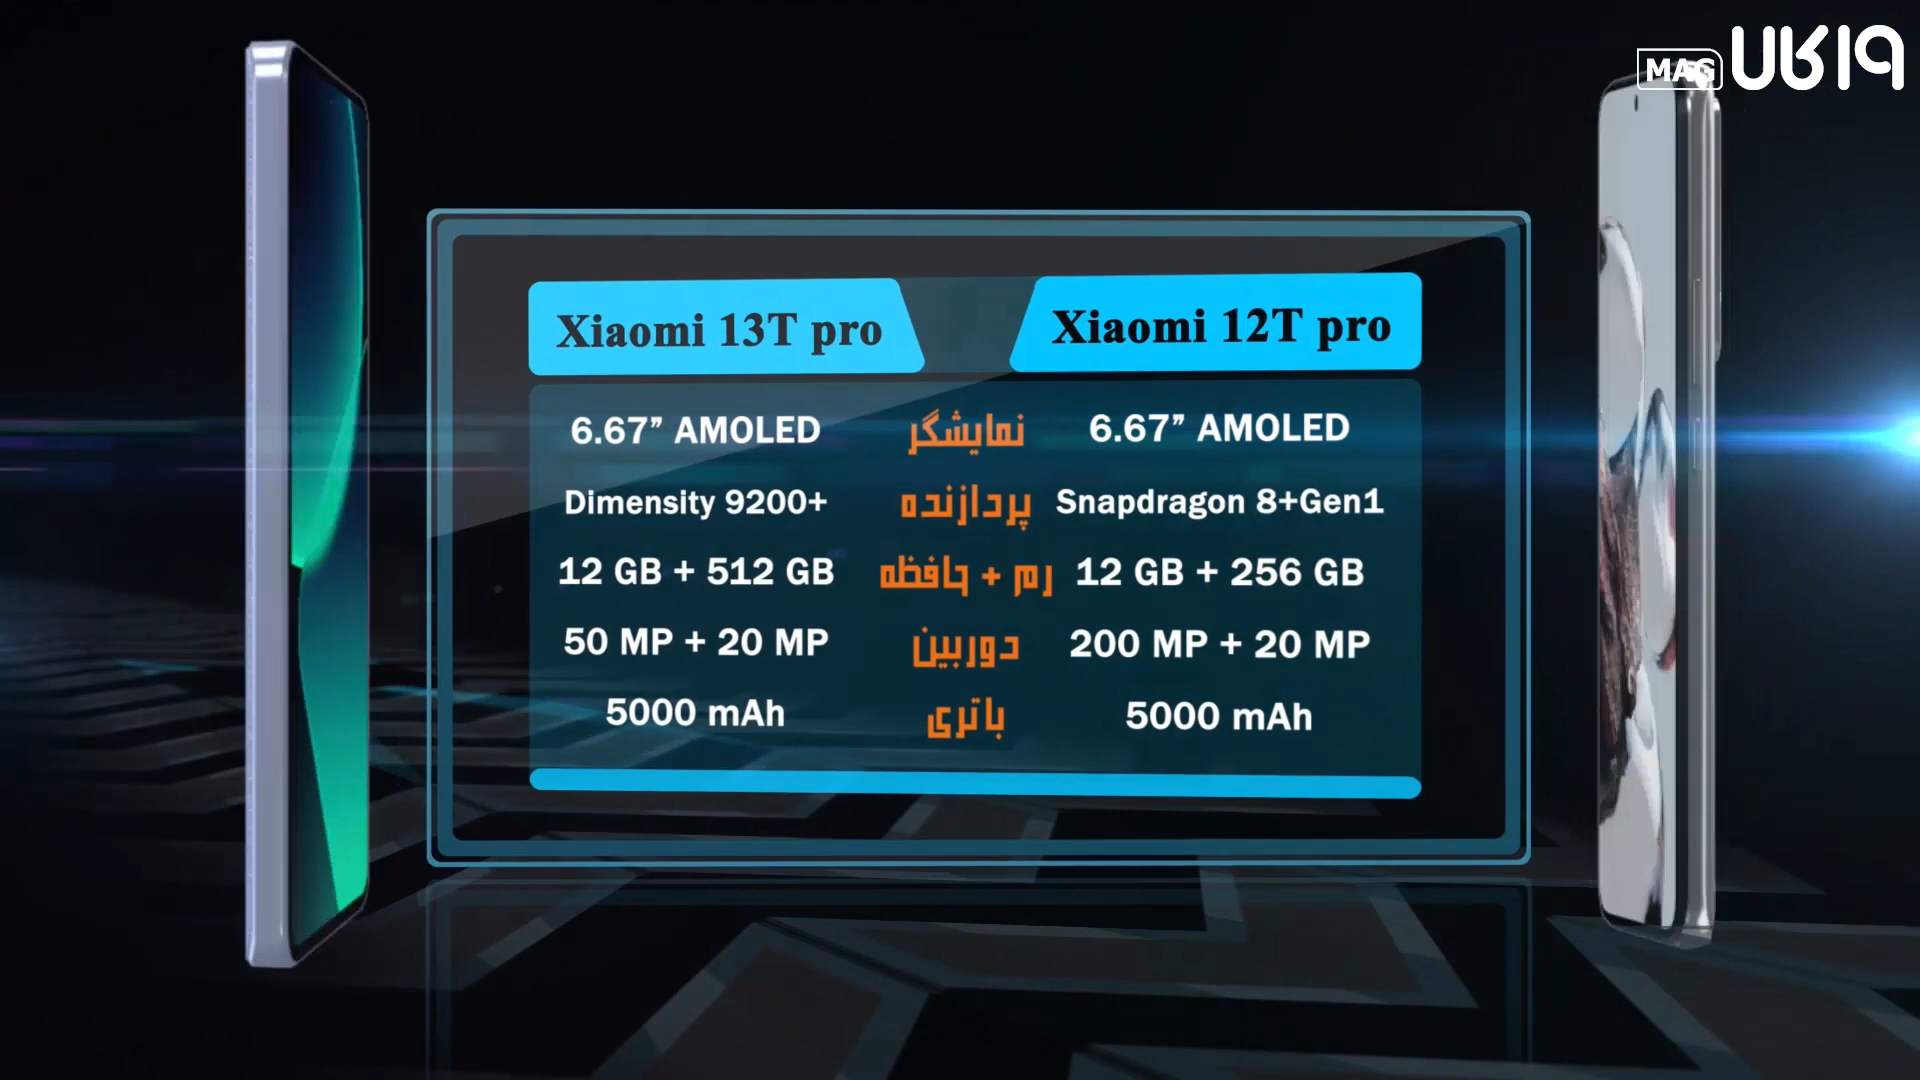 MAG
Xiaomi 13T pro Xiaomi 12T pro
6.67” AMOLED نمایشگر 6.67” AMOLED
Dimensity 9200+ پردازنده Snapdragon 8+Gen1
12 GB + 512 GB رم + حافظه 12 GB + 256 GB
50 MP + 20 MP دوربین 200 MP + 20 MP
5000 mAh باتری 5000 mAh